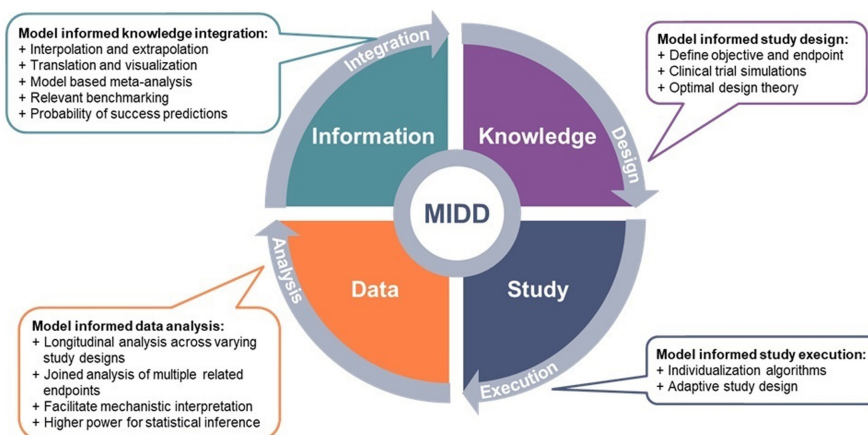 Model informed knowledge integration:
+ Interpolation and extrapolation
+ Translation and visualization
+ Model based meta-analysis
+ Relevant benchmarking
+ Probability of success predictions
Integration
Information
Knowledge
Design
Model informed study design:
+ Define objective and endpoint
+ Clinical trial simulations
+ Optimal design theory
MIDD
Analysis
Data
Study
Execution
Model informed data analysis:
+ Longitudinal analysis across varying
study designs
+ Joined analysis of multiple related
endpoints
+ Facilitate mechanistic interpretation
+ Higher power for statistical inference
Model informed study execution:
+ Individualization algorithms
+ Adaptive study design